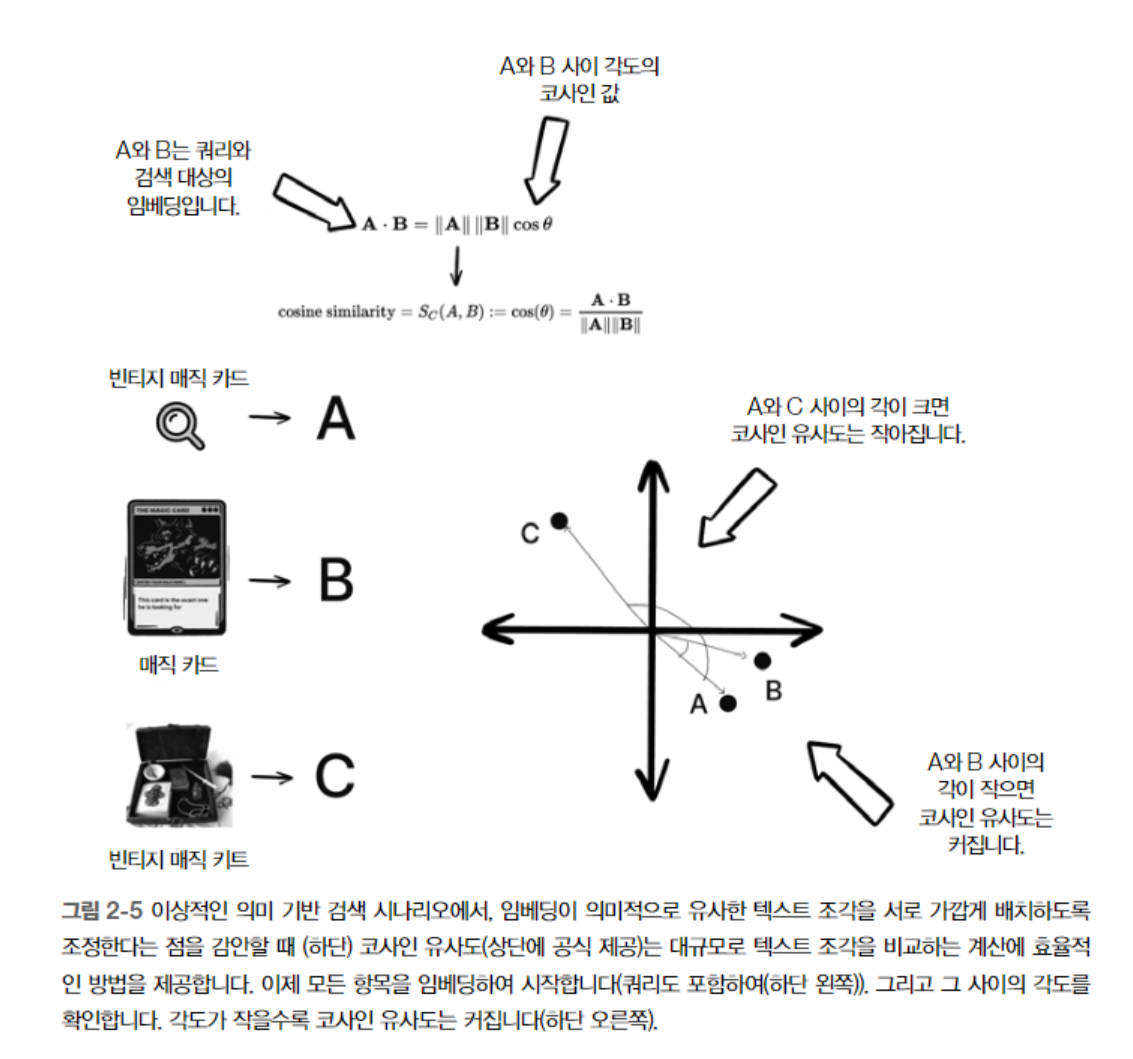 A와 B 사이 각도의
코사인 값
A와 B는 쿼리와
검색 대상의
임베딩입니다.
A · B = ‖A‖ ‖B‖ cos θ
cosine similarity = S_C(A, B) := cos(θ) = A · B / ‖A‖‖B‖
빈티지 매직 카드
A
THE MAGIC CARD
This card is the exact one
he is looking for
B
매직 카드
C
빈티지 매직 키트
A와 C 사이의 각이 크면
코사인 유사도는 작아집니다.
C
B
A
A와 B 사이의
각이 작으면
코사인 유사도는
커집니다.
그림 2-5 이상적인 의미 기반 검색 시나리오에서, 임베딩이 의미적으로 유사한 텍스트 조각을 서로 가깝게 배치하도록
조정한다는 점을 감안할 때 (하단) 코사인 유사도(상단에 공식 제공)는 대규모로 텍스트 조각을 비교하는 계산에 효율적
인 방법을 제공합니다. 이제 모든 항목을 임베딩하여 시작합니다(쿼리도 포함하여(하단 왼쪽)). 그리고 그 사이의 각도를
확인합니다. 각도가 작을수록 코사인 유사도는 커집니다(하단 오른쪽).